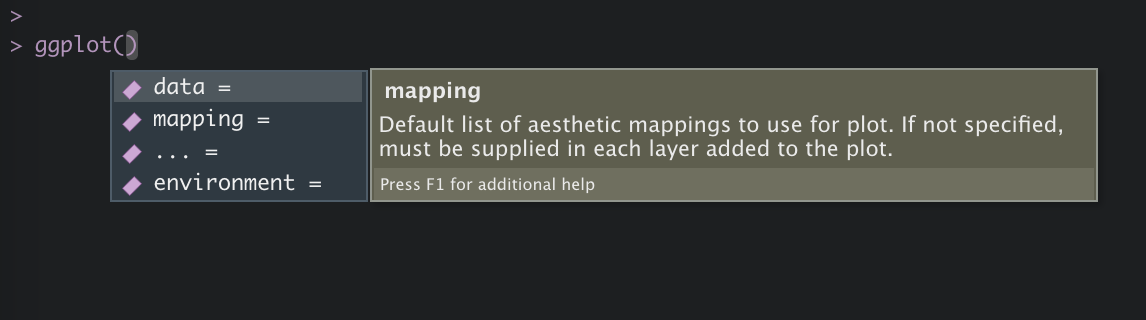 >
> ggplot()
data =
mapping =
... =
environment =
mapping
Default list of aesthetic mappings to use for plot. If not specified,
must be supplied in each layer added to the plot.
Press F1 for additional help